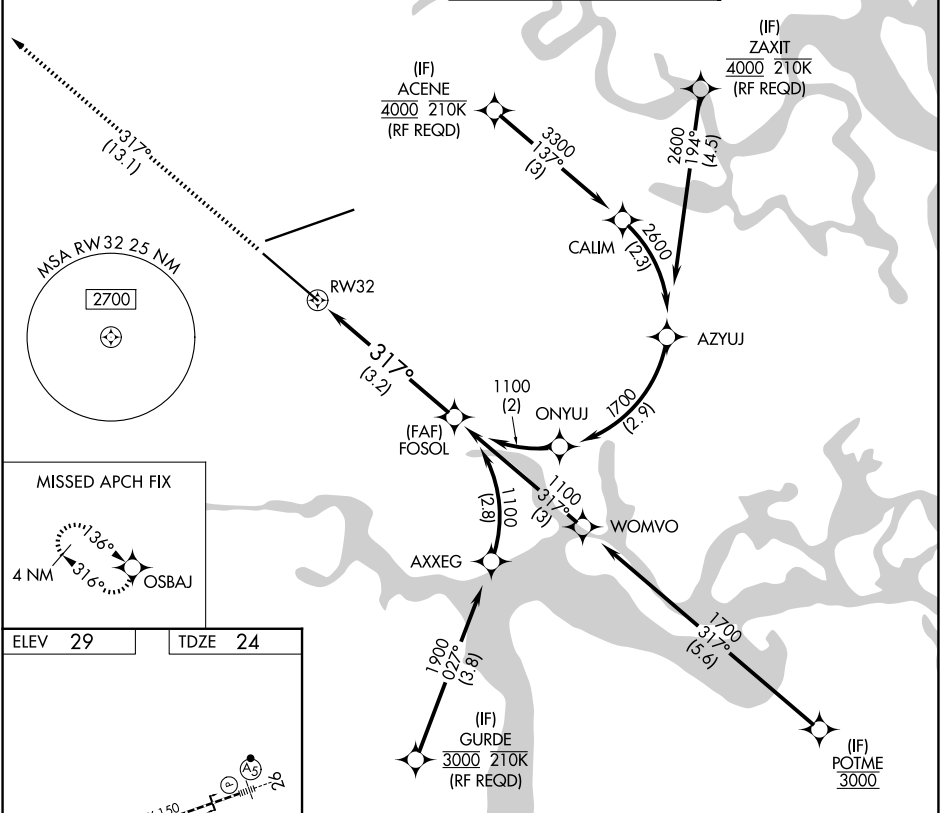 (IF)
ZAXIT
4000 210K
(RF REQD)
(IF)
ACENE
4000 210K
(RF REQD)
317°
(13.1)
3300
137°
(3)
2600
194°
(4.5)
CALIM
2600
(2.3)
MSA RW32 25 NM
2700
RW32
AZYUJ
317°
(3.2)
1100
(2)
ONYUJ
1700
(2.9)
(FAF)
FOSOL
1100
(2.8)
1100
317°
(3)
WOMVO
AXXEG
MISSED APCH FIX
136°
4 NM
316°
OSBAJ
1700
317°
(5.6)
1900
027°
(3.8)
ELEV 29
TDZE 24
(IF)
GURDE
3000 210K
(RF REQD)
(IF)
POTME
3000
P
A5
26
150